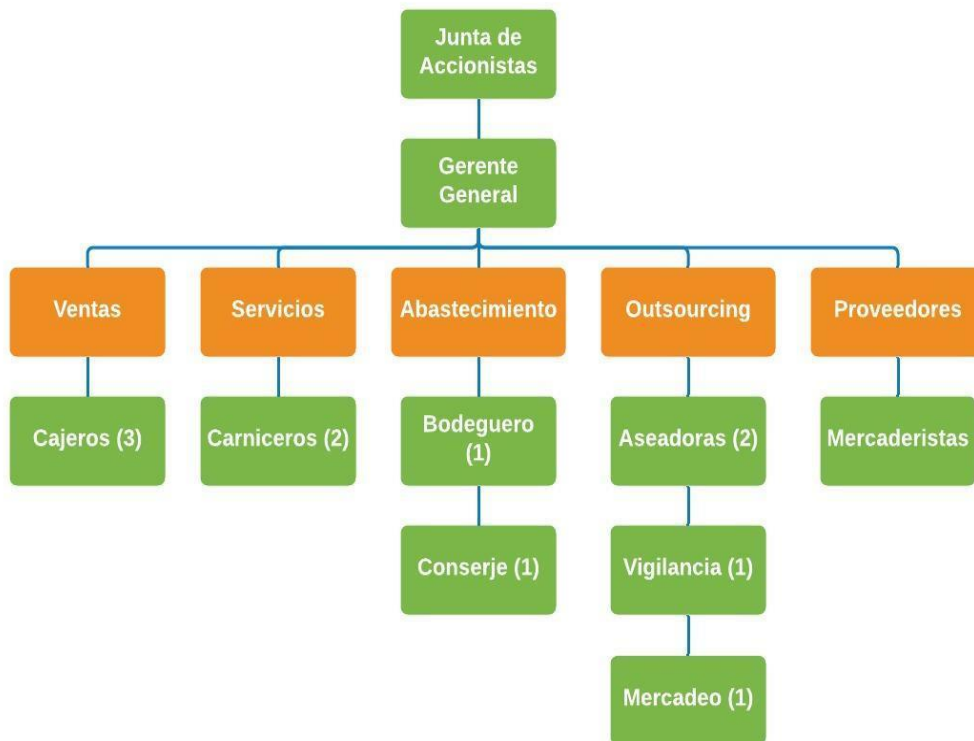 Junta de
Accionistas
Gerente
General
Ventas
Servicios
Abastecimiento
Outsourcing
Proveedores
Cajeros (3)
Carniceros (2)
Bodeguero
(1)
Aseadoras (2)
Mercaderistas
Conserje (1)
Vigilancia (1)
Mercadeo (1)